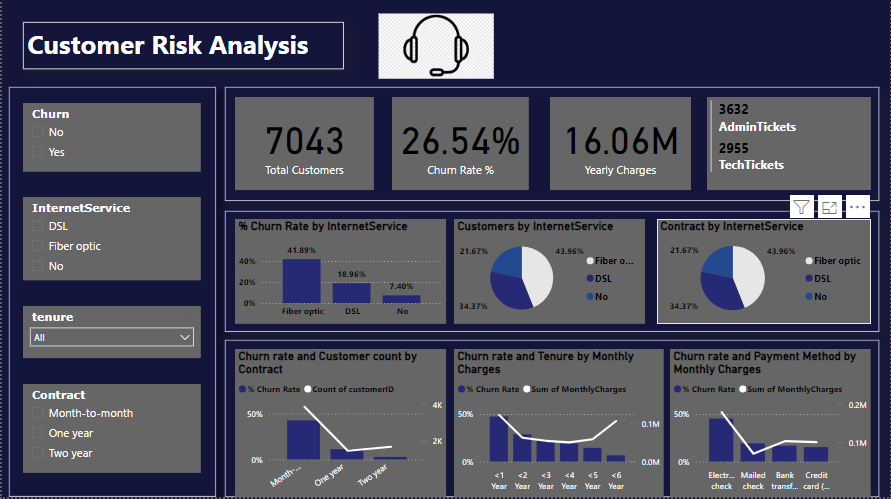 Customer Risk Analysis
Churn
No
Yes
InternetService
DSL
Fiber optic
No
tenure
All
Contract
Month-to-month
One year
Two year
7043
Total Customers
26.54%
Churn Rate %
16.06M
Yearly Charges
3632
AdminTickets
2955
TechTickets
% Churn Rate by InternetService
41.89%
40%
18.96%
20%
7.40%
0%
Fiber optic DSL No
Customers by InternetService
21.67% 43.96%
Fiber o...
DSL
No
34.37%
Contract by InternetService
21.67% 43.96%
Fiber optic
DSL
No
34.37%
Churn rate and Customer count by
Contract
% Churn Rate Count of customerID
4K
50%
2K
0%
Month-... One year Two year
Churn rate and Tenure by Monthly
Charges
% Churn Rate Sum of MonthlyCharges
50%
0.1M
0% 0.0M
<1 <2 <3 <4 <5 <6
Year Year Year Year Year Year
Churn rate and Payment Method by
Monthly Charges
% Churn Rate Sum of MonthlyCharges
0.2M
50%
0.1M
0%
Electr... Mailed Bank Credit
check check transf... card (...